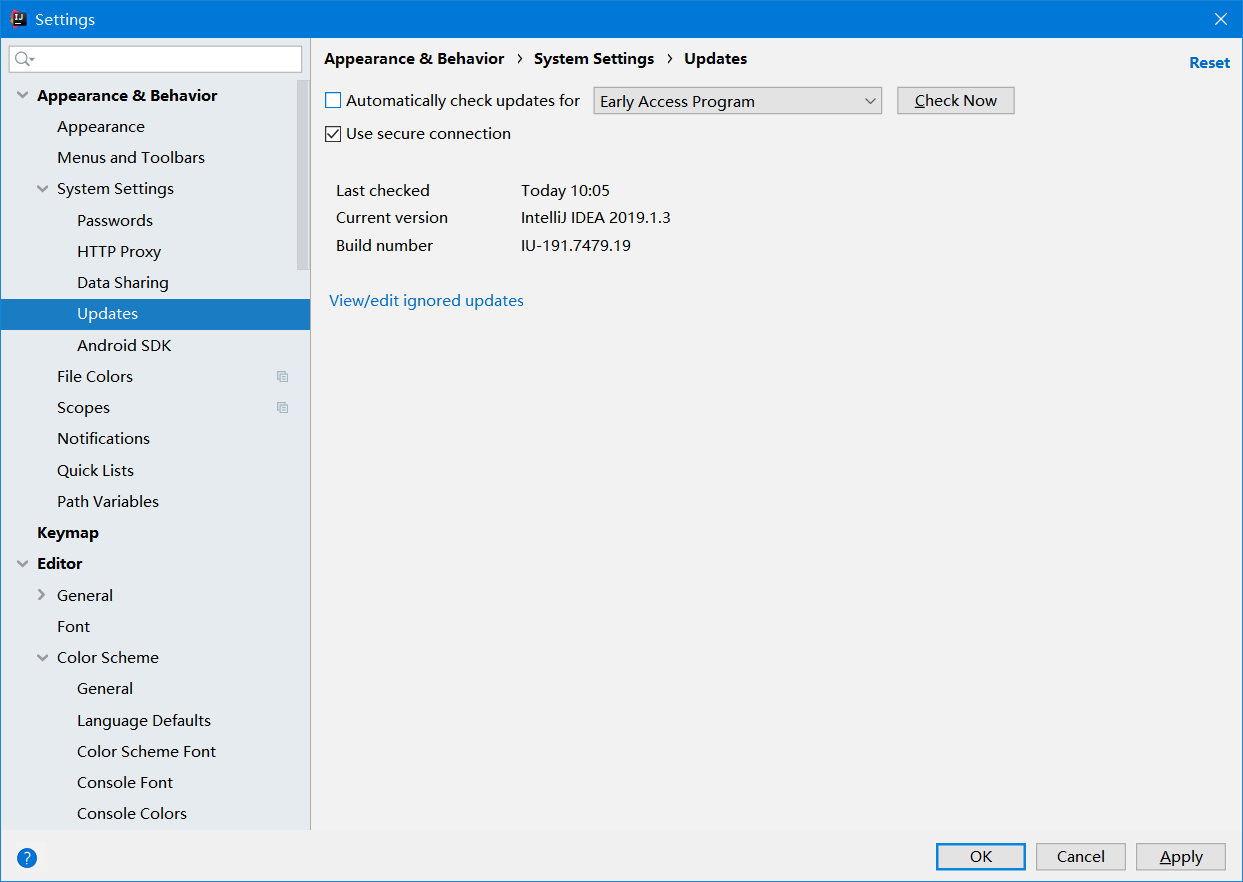 Settings
Appearance & Behavior
Appearance
Menus and Toolbars
System Settings
Passwords
HTTP Proxy
Data Sharing
Updates
Android SDK
File Colors
Scopes
Notifications
Quick Lists
Path Variables
Keymap
Editor
General
Font
Color Scheme
General
Language Defaults
Color Scheme Font
Console Font
Console Colors
Appearance & Behavior › System Settings › Updates
Reset
Automatically check updates for Early Access Program Check Now
Use secure connection
Last checked Today 10:05
Current version IntelliJ IDEA 2019.1.3
Build number IU-191.7479.19
View/edit ignored updates
?
OK Cancel Apply